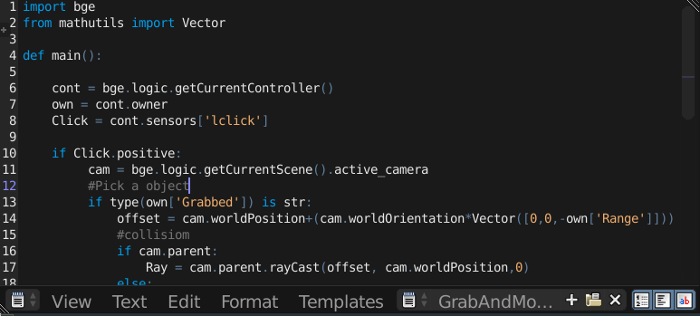 1 import bge
2 from mathutils import Vector
3
4 def main():
5
6     cont = bge.logic.getCurrentController()
7     own = cont.owner
8     Click = cont.sensors['lclick']
9
10     if Click.positive:
11         cam = bge.logic.getCurrentScene().active_camera
12         #Pick a object
13         if type(own['Grabbed']) is str:
14             offset = cam.worldPosition+(cam.worldOrientation*Vector([0,0,-own['Range']]))
15             #collisiom
16             if cam.parent:
17                 Ray = cam.parent.rayCast(offset, cam.worldPosition,0)
18             else:
View Text Edit Format Templates GrabAndMo...